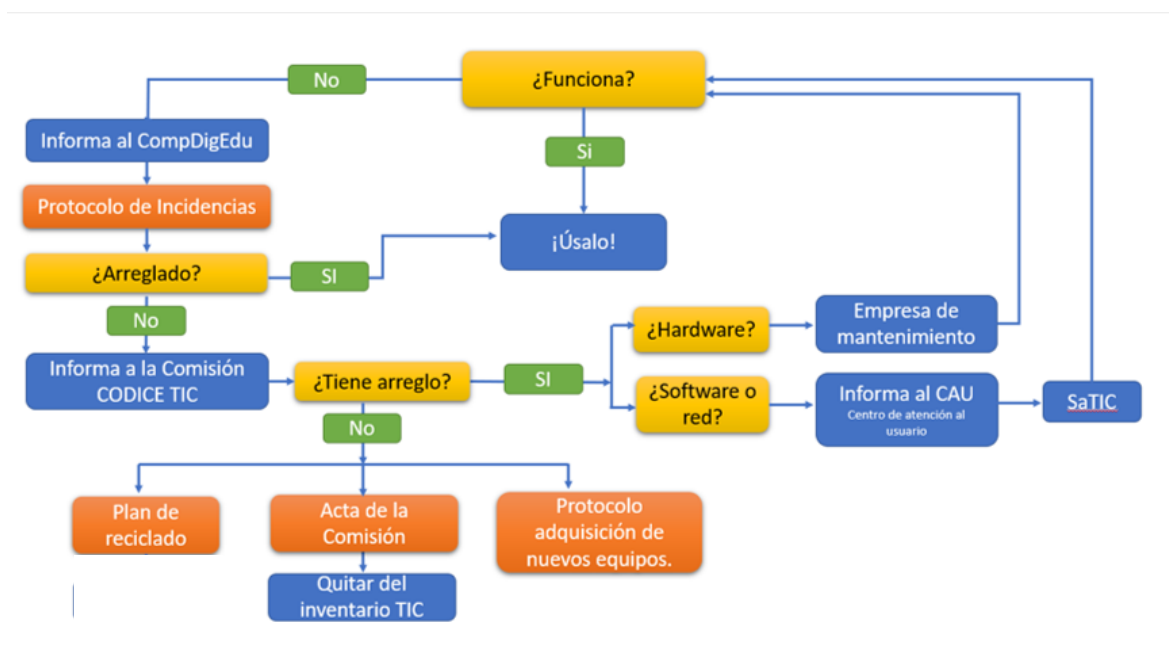 ¿Funciona?
No
Si
Informa al CompDigEdu
Protocolo de Incidencias
¿Arreglado?
SI
¡Úsalo!
No
Informa a la Comisión
CODICE TIC
¿Tiene arreglo?
SI
¿Hardware?
Empresa de
mantenimiento
¿Software o
red?
Informa al CAU
Centro de atención al
usuario
SaTIC
No
Plan de
reciclado
Acta de la
Comisión
Protocolo
adquisición de
nuevos equipos.
Quitar del
inventario TIC